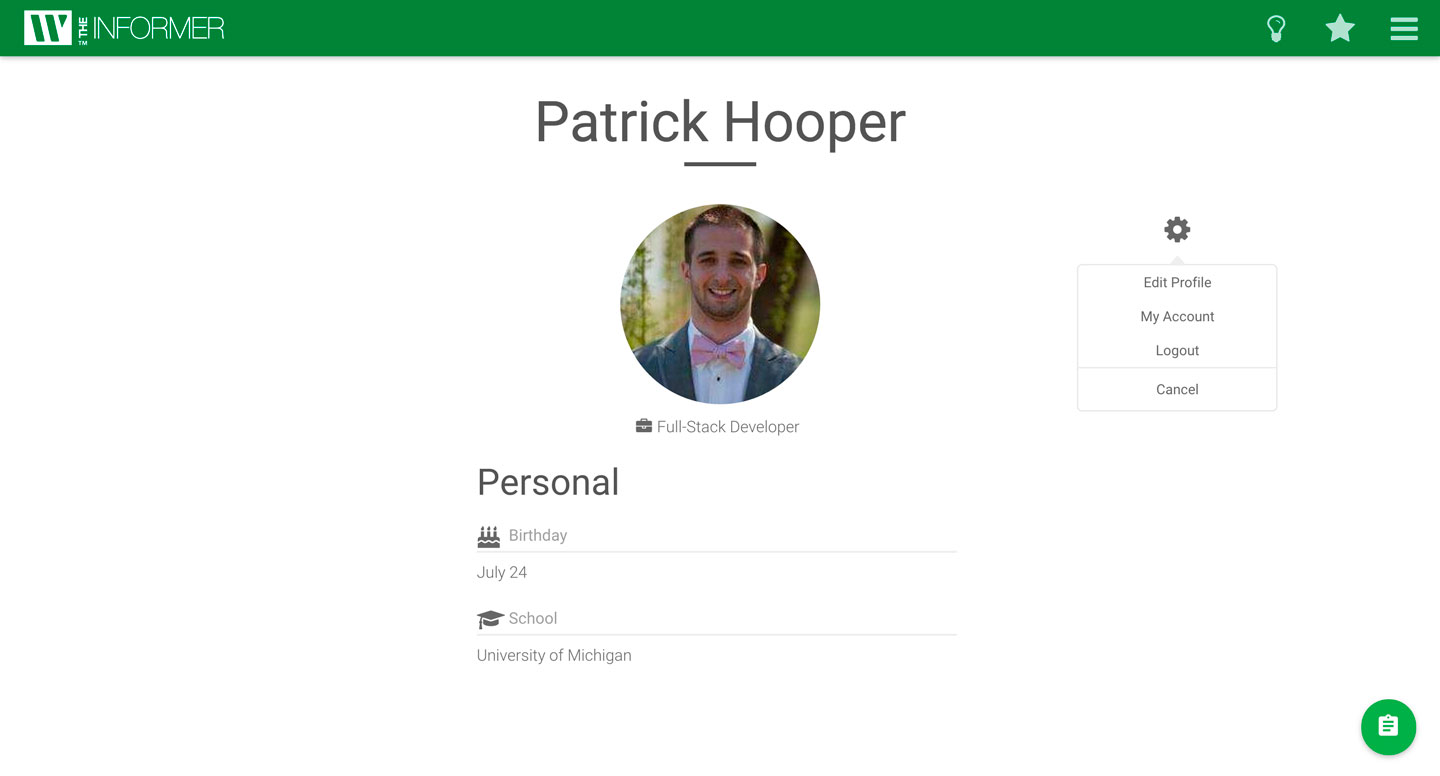 W THE INFORMER TM
Patrick Hooper
Edit Profile
My Account
Logout
Cancel
Full-Stack Developer
Personal
Birthday
July 24
School
University of Michigan